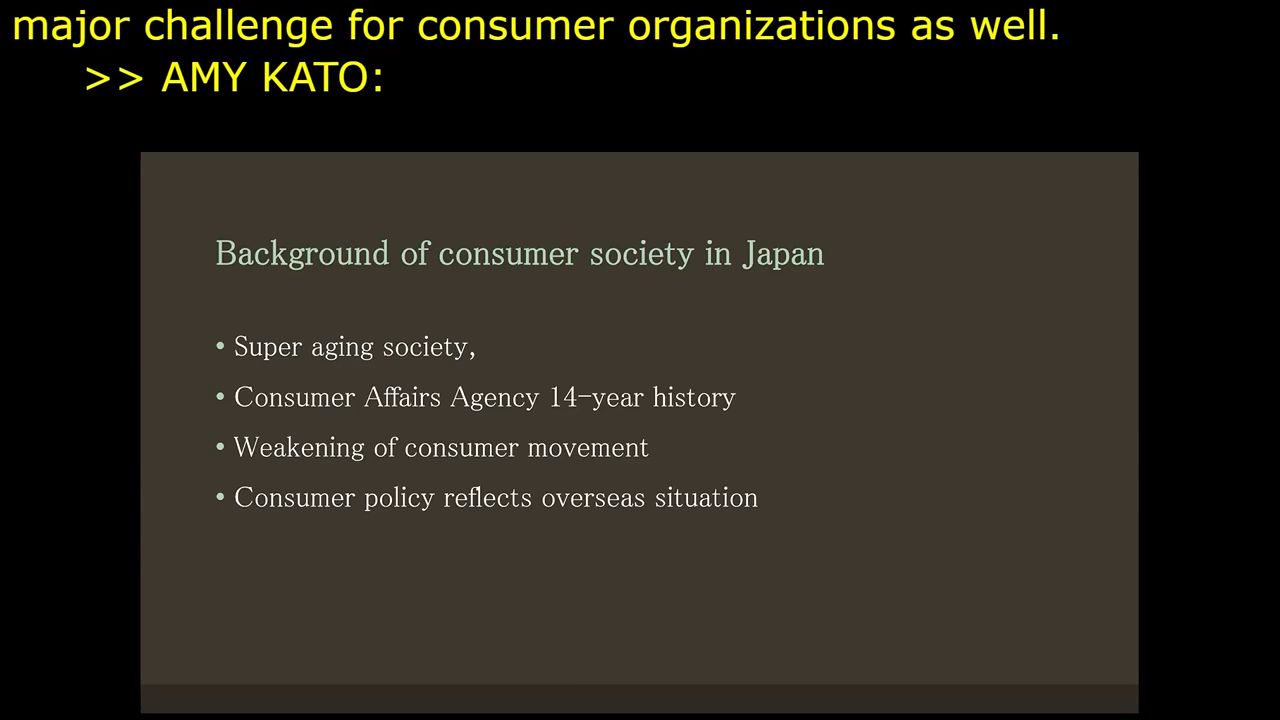 major challenge for consumer organizations as well.
>> AMY KATO:
Background of consumer society in Japan
• Super aging society,
• Consumer Affairs Agency 14-year history
• Weakening of consumer movement
• Consumer policy reflects overseas situation